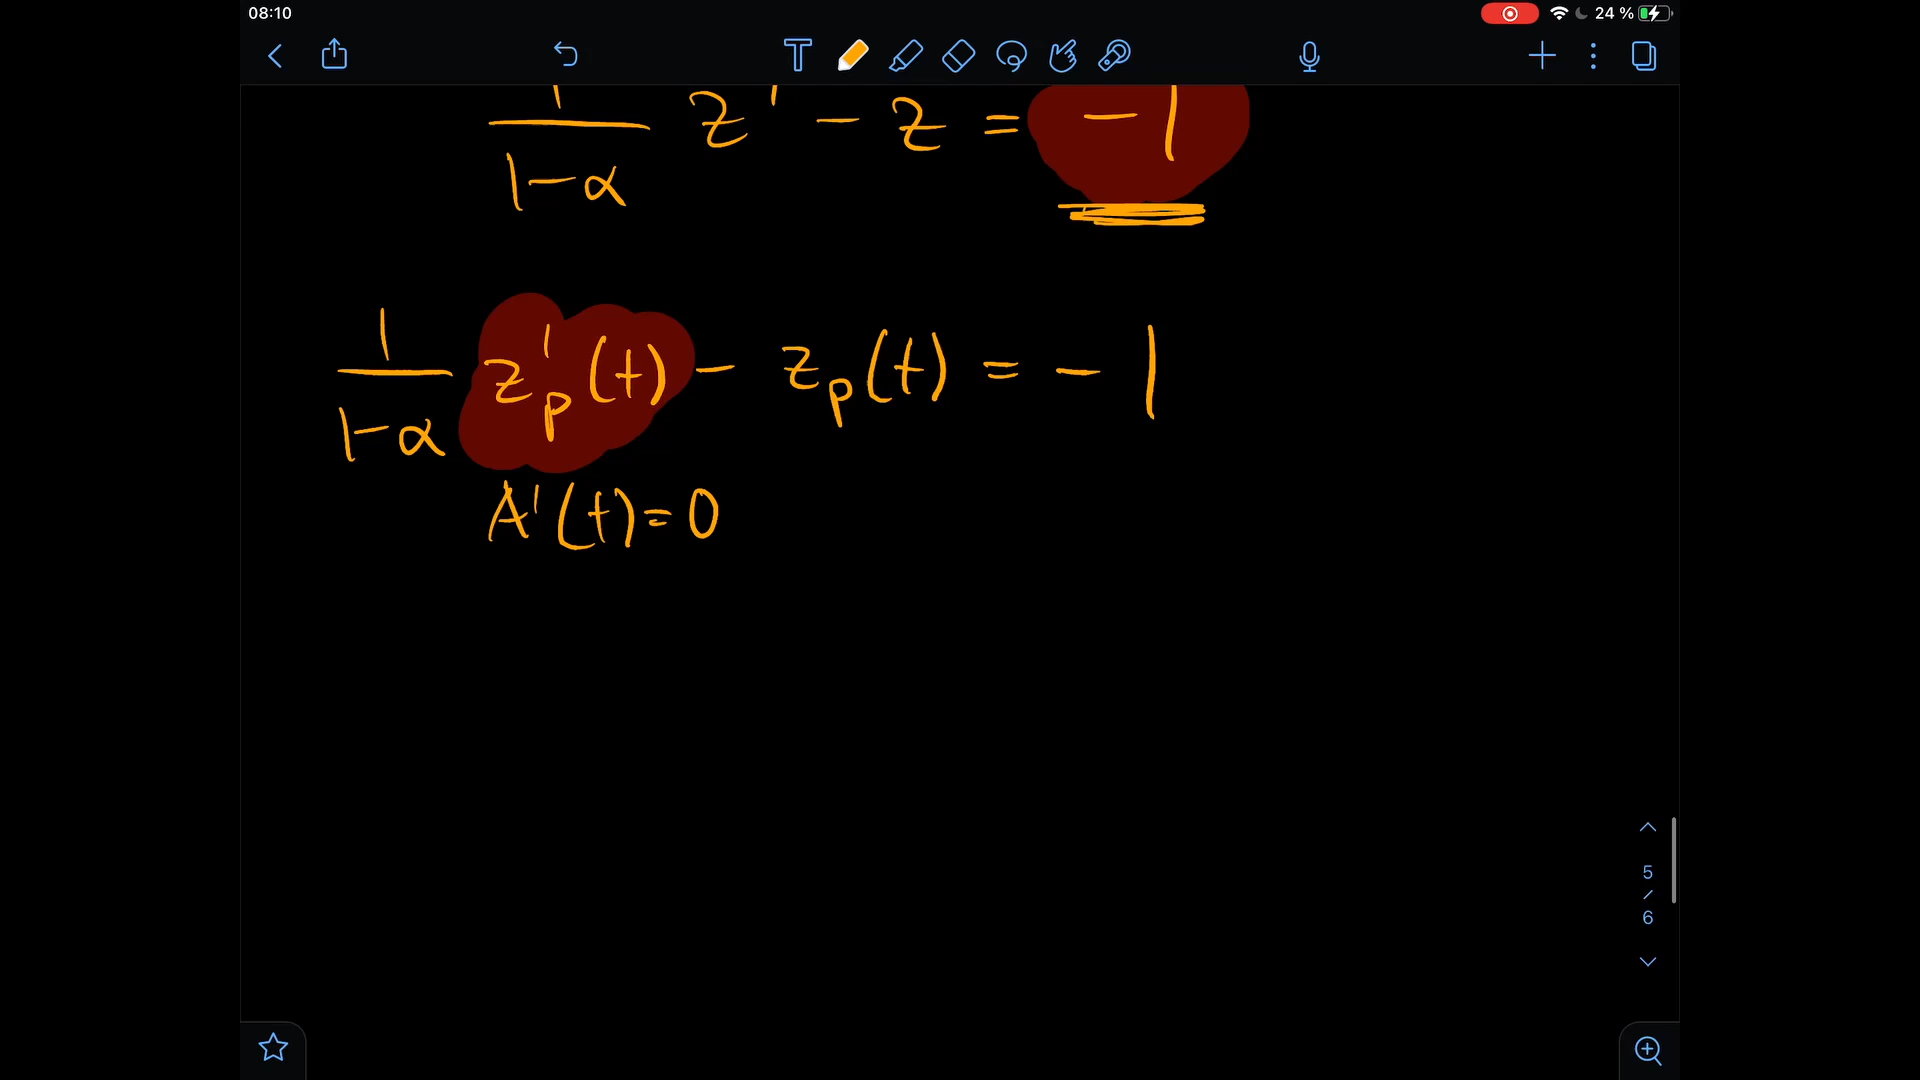 08:10 24 %
1/(1-α) z' - z = -1
1/(1-α) z'p(t) - zp(t) = -1
A'(t)=0
5
/
6